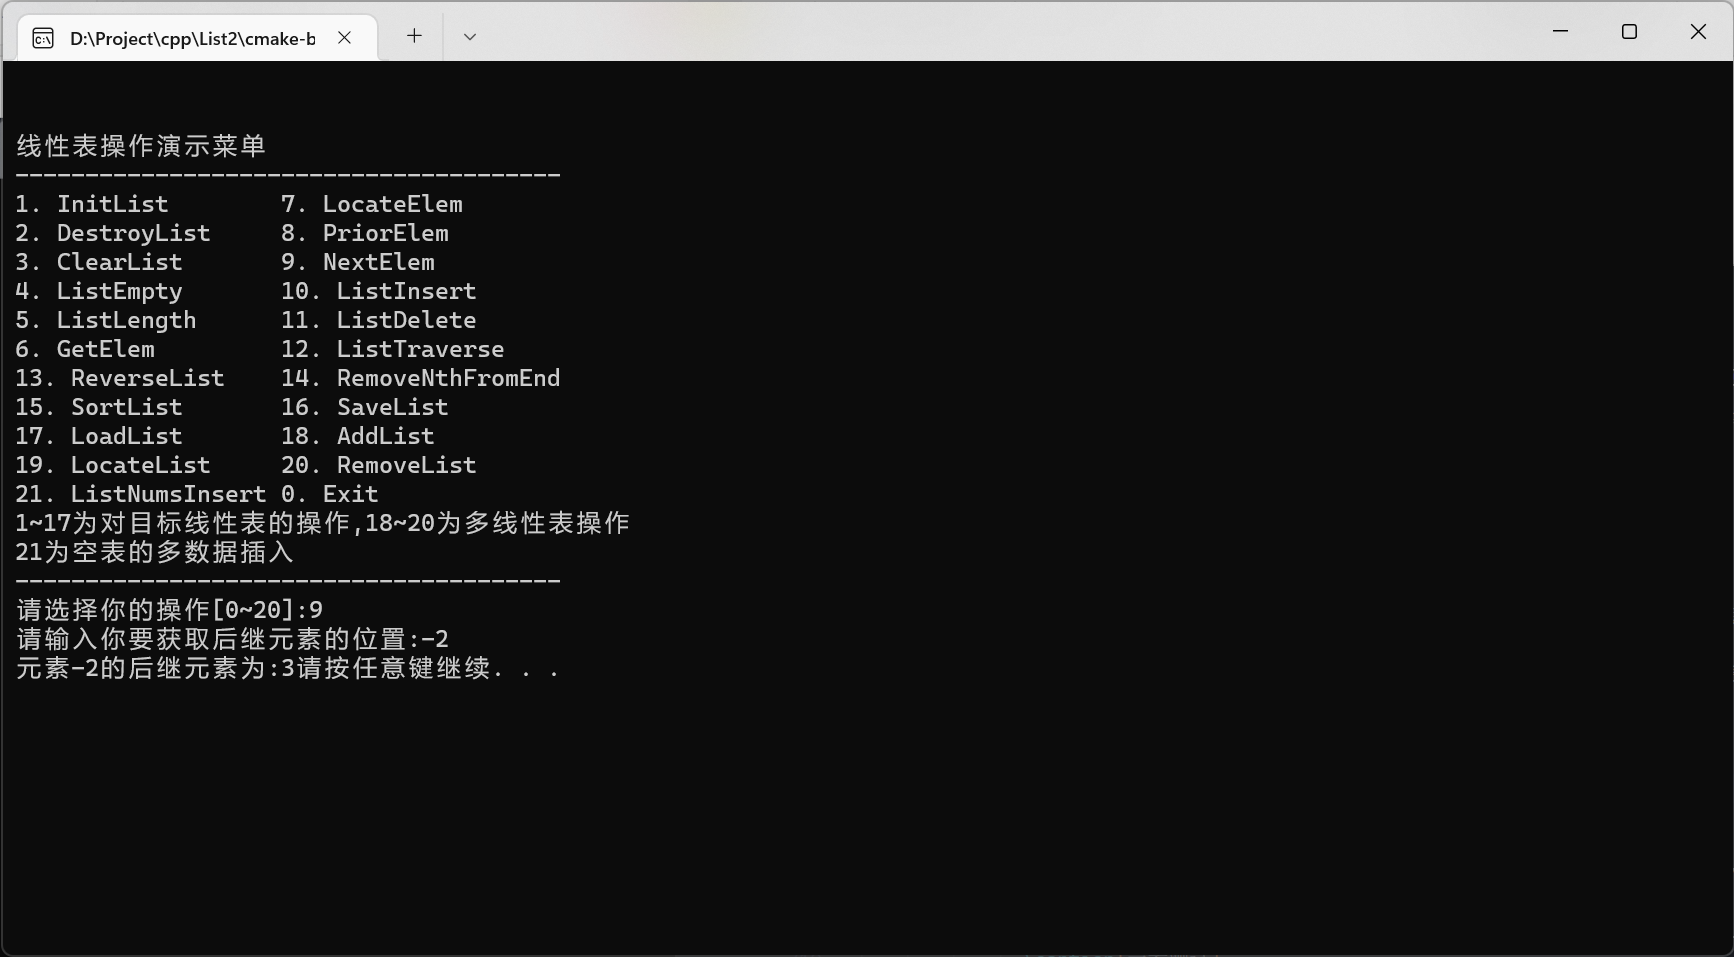 D:\Project\cpp\List2\cmake-b
线性表操作演示菜单
---------------------------------------
1. InitList 7. LocateElem
2. DestroyList 8. PriorElem
3. ClearList 9. NextElem
4. ListEmpty 10. ListInsert
5. ListLength 11. ListDelete
6. GetElem 12. ListTraverse
13. ReverseList 14. RemoveNthFromEnd
15. SortList 16. SaveList
17. LoadList 18. AddList
19. LocateList 20. RemoveList
21. ListNumsInsert 0. Exit
1~17为对目标线性表的操作,18~20为多线性表操作
21为空表的多数据插入
---------------------------------------
请选择你的操作[0~20]:9
请输入你要获取后继元素的位置:-2
元素-2的后继元素为:3请按任意键继续. . .